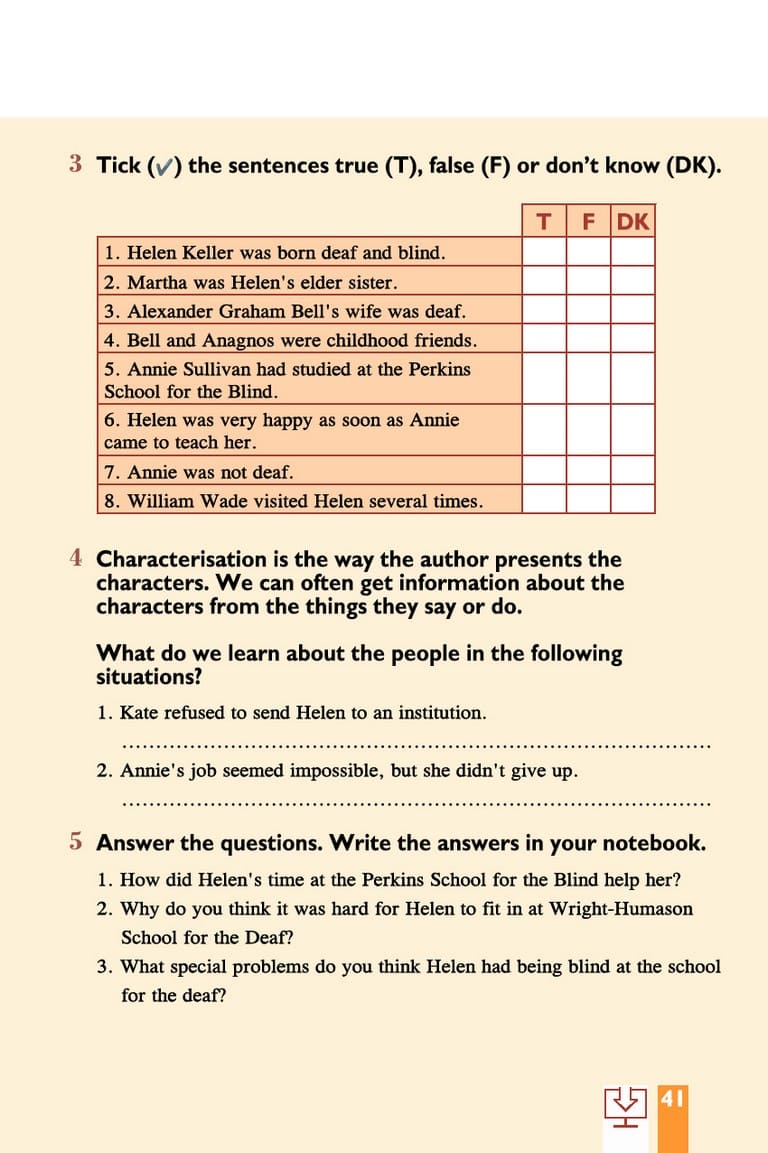 3 Tick (✓) the sentences true (T), false (F) or don't know (DK).
T F DK
1. Helen Keller was born deaf and blind.
2. Martha was Helen's elder sister.
3. Alexander Graham Bell's wife was deaf.
4. Bell and Anagnos were childhood friends.
5. Annie Sullivan had studied at the Perkins
School for the Blind.
6. Helen was very happy as soon as Annie
came to teach her.
7. Annie was not deaf.
8. William Wade visited Helen several times.
4 Characterisation is the way the author presents the
characters. We can often get information about the
characters from the things they say or do.
What do we learn about the people in the following
situations?
1. Kate refused to send Helen to an institution.
2. Annie's job seemed impossible, but she didn't give up.
5 Answer the questions. Write the answers in your notebook.
1. How did Helen's time at the Perkins School for the Blind help her?
2. Why do you think it was hard for Helen to fit in at Wright-Humason
School for the Deaf?
3. What special problems do you think Helen had being blind at the school
for the deaf?
41